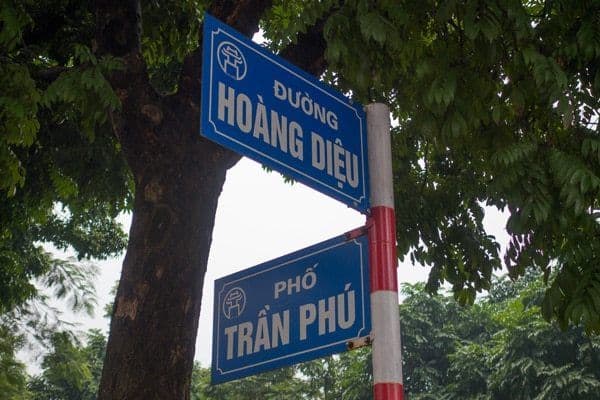 ĐƯỜNG
HOÀNG DIỆU
PHỐ
TRẦN PHÚ